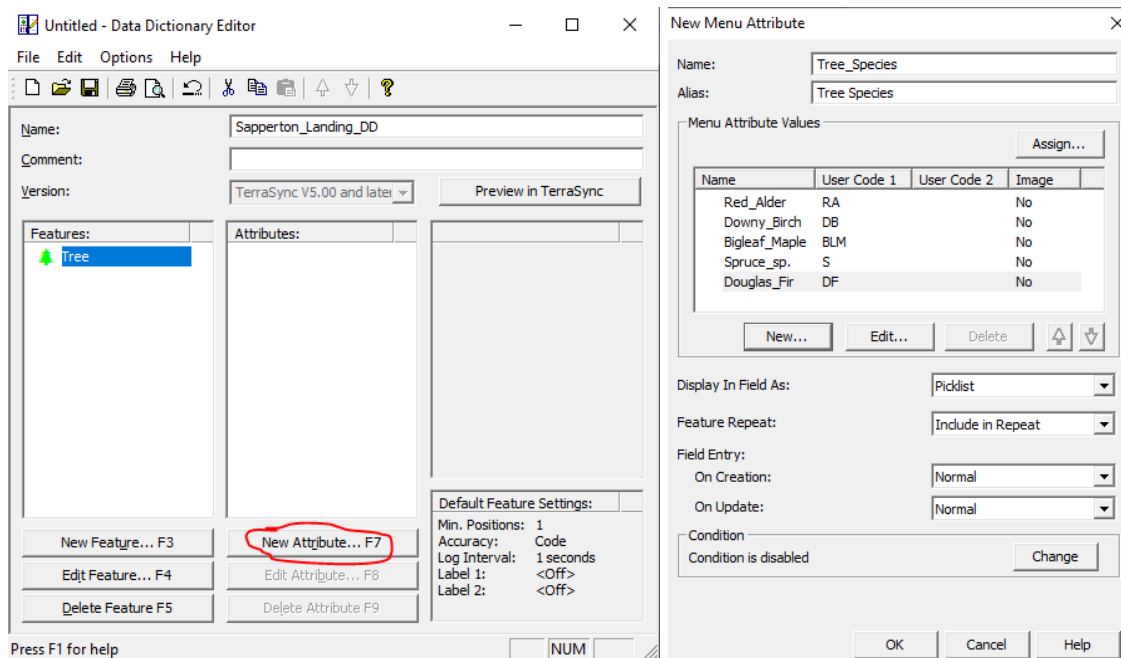 Untitled - Data Dictionary Editor
File Edit Options Help
Name: Sapperton_Landing_DD
Comment:
Version: TerraSync V5.00 and later Preview in TerraSync
Features: Attributes:
Tree
Default Feature Settings:
Min. Positions: 1
Accuracy: Code
Log Interval: 1 seconds
Label 1: <Off>
Label 2: <Off>
New Feature... F3 New Attribute... F7
Edit Feature... F4 Edit Attribute... F8
Delete Feature F5 Delete Attribute F9
Press F1 for help NUM
New Menu Attribute
Name: Tree_Species
Alias: Tree Species
Menu Attribute Values
Assign...
Name User Code 1 User Code 2 Image
Red_Alder RA No
Downy_Birch DB No
Bigleaf_Maple BLM No
Spruce_sp. S No
Douglas_Fir DF No
New... Edit... Delete
Display In Field As: Picklist
Feature Repeat: Include in Repeat
Field Entry:
On Creation: Normal
On Update: Normal
Condition
Condition is disabled Change
OK Cancel Help